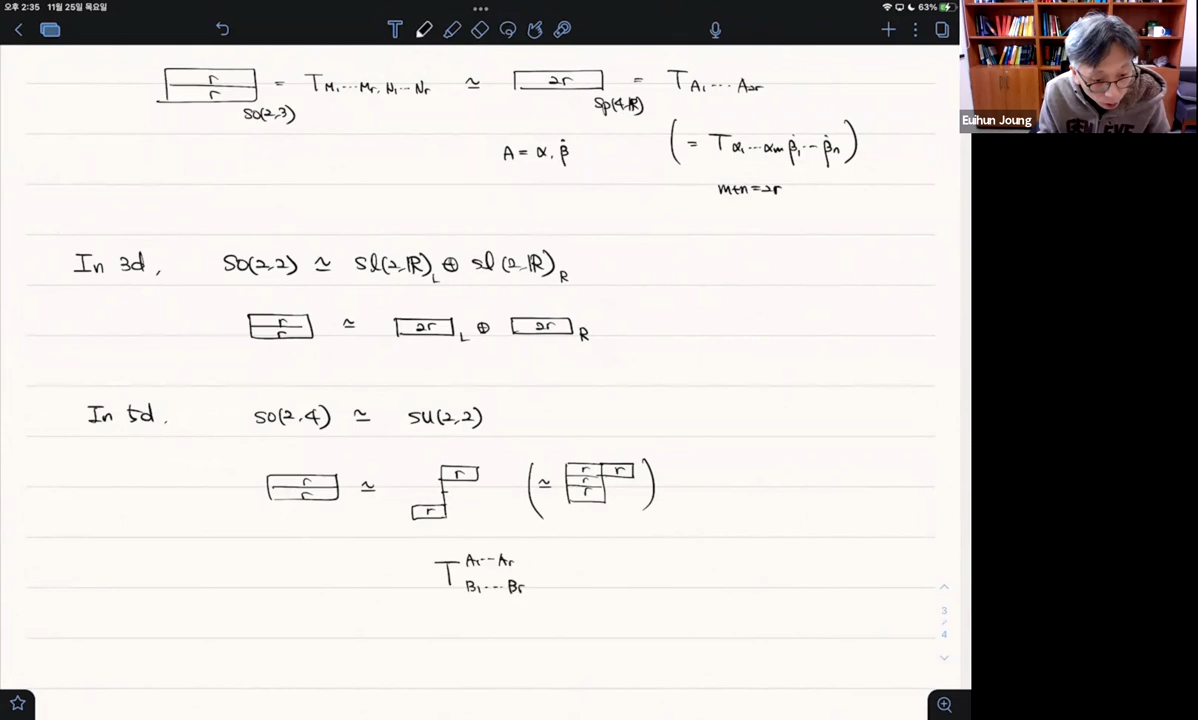 오후 2:35 11월 25일 목요일
63%
r
r
so(2,3)
= T_{M₁⋯Mr, N₁⋯Nr} ≃
2r
Sp(4,ℝ)
= T_{A₁⋯A2r}
A = α, β̇
( = T_{α₁⋯αm β̇₁⋯β̇n} )
m+n=2r
In 3d, so(2,2) ≃ sl(2,ℝ)_L ⊕ sl(2,ℝ)_R
r
r
≃ 2r L ⊕ 2r R
In 5d. so(2,4) ≃ su(2,2)
r
r
≃ r
r
( ≃ r r
r
r )
T^{A₁⋯Ar}_{B₁⋯Br}
3
4
Euihun Joung